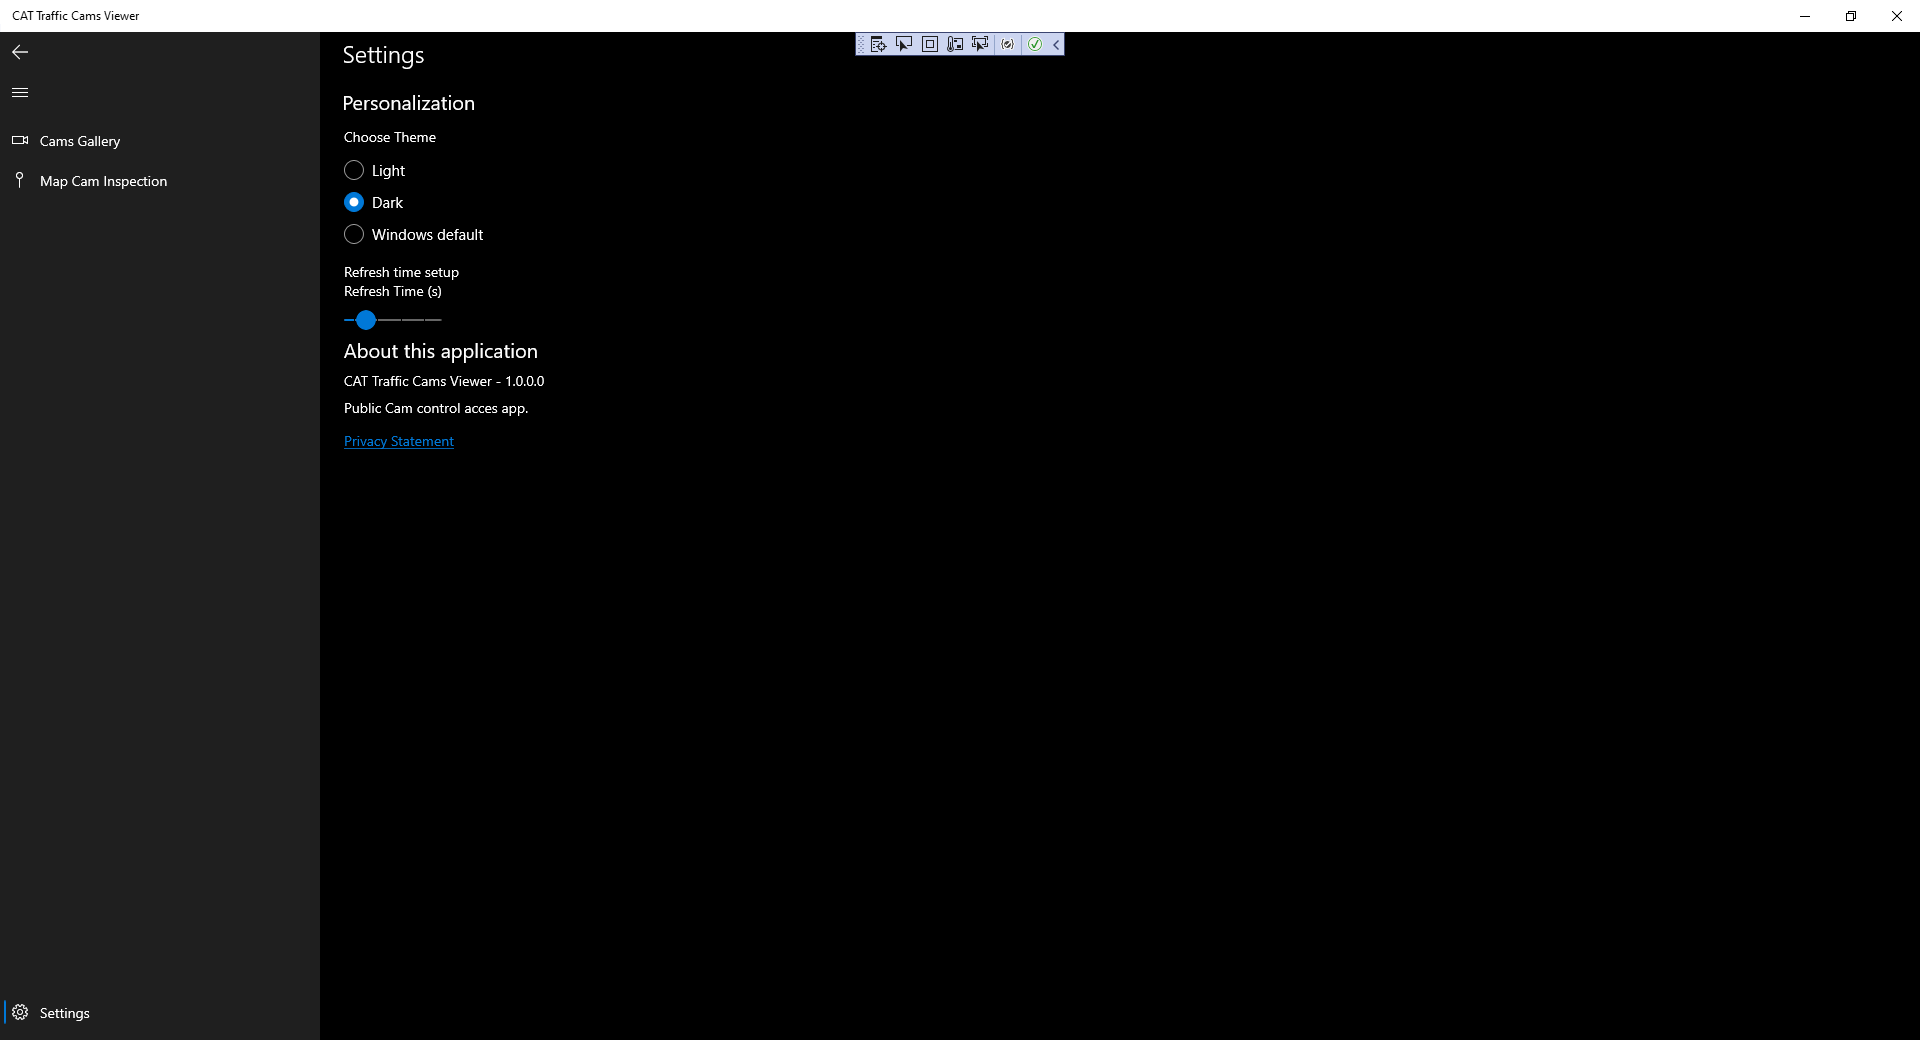 CAT Traffic Cams Viewer
Settings
Personalization
Choose Theme
Light
Dark
Windows default
Refresh time setup
Refresh Time (s)
About this application
CAT Traffic Cams Viewer - 1.0.0.0
Public Cam control acces app.
Privacy Statement
Cams Gallery
Map Cam Inspection
Settings